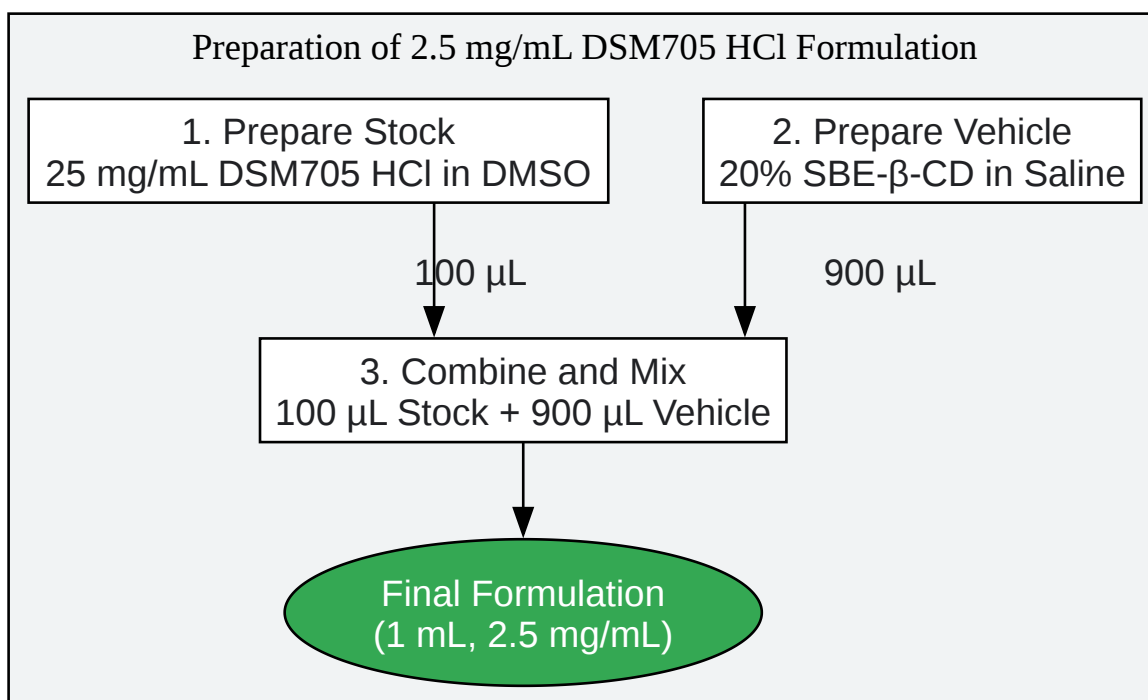 Preparation of 2.5 mg/mL DSM705 HCl Formulation
1. Prepare Stock
25 mg/mL DSM705 HCl in DMSO
2. Prepare Vehicle
20% SBE-β-CD in Saline
100 µL
900 µL
3. Combine and Mix
100 µL Stock + 900 µL Vehicle
Final Formulation
(1 mL, 2.5 mg/mL)